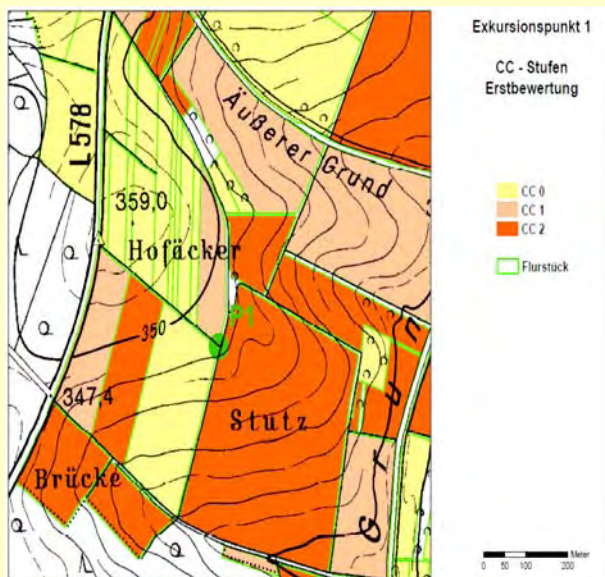 Exkursionspunkt 1
CC - Stufen
Erstbewertung
CC 0
CC 1
CC 2
Flurstück
0 50 100 200 Meter
L 578
Äußerer Grund
359,0
Hofäcker
P1
350
347,4
Stutz
Brücke